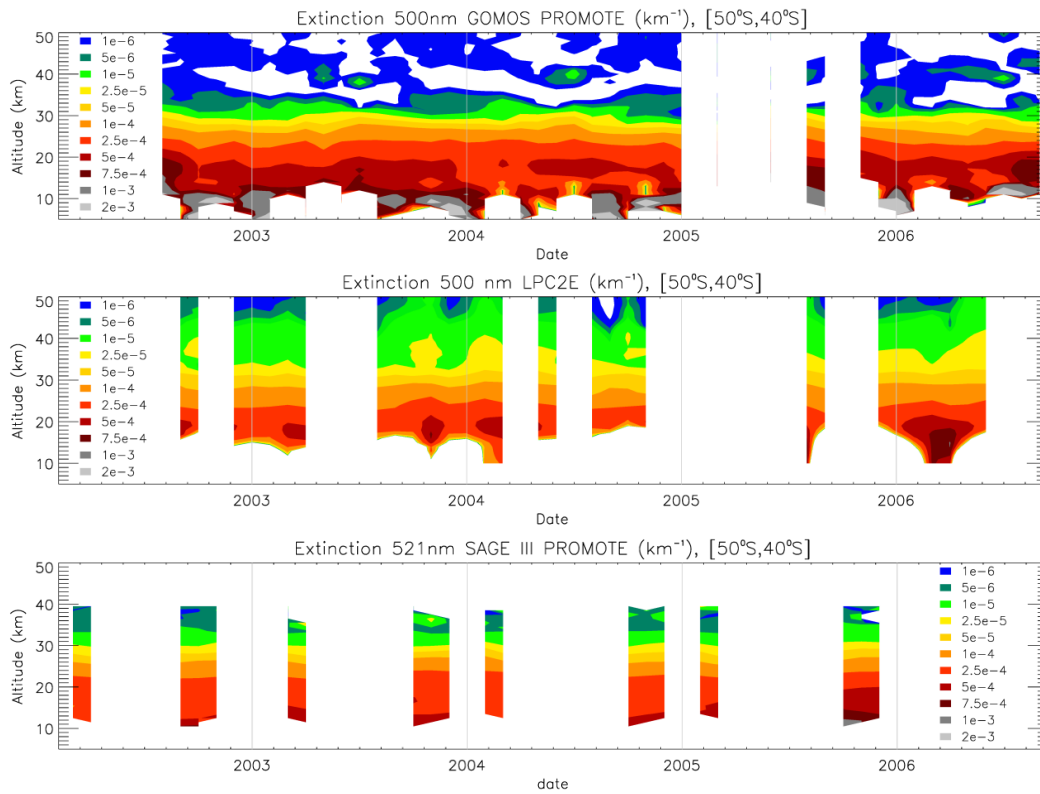 Extinction 500nm GOMOS PROMOTE (km⁻¹), [50°S,40°S]
50
40
30
20
10
Altitude (km)
1e-6
5e-6
1e-5
2.5e-5
5e-5
1e-4
2.5e-4
5e-4
7.5e-4
1e-3
2e-3
2003 2004 2005 2006
Date
Extinction 500 nm LPC2E (km⁻¹), [50°S,40°S]
50
40
30
20
10
Altitude (km)
1e-6
5e-6
1e-5
2.5e-5
5e-5
1e-4
2.5e-4
5e-4
7.5e-4
1e-3
2e-3
2003 2004 2005 2006
Date
Extinction 521nm SAGE III PROMOTE (km⁻¹), [50°S,40°S]
50
40
30
20
10
Altitude (km)
1e-6
5e-6
1e-5
2.5e-5
5e-5
1e-4
2.5e-4
5e-4
7.5e-4
1e-3
2e-3
2003 2004 2005 2006
date